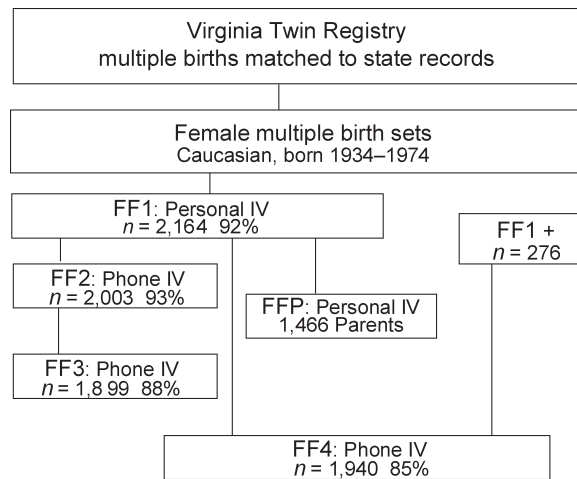 Virginia Twin Registry
multiple births matched to state records
Female multiple birth sets
Caucasian, born 1934–1974
FF1: Personal IV
n = 2,164 92%
FF1 +
n = 276
FF2: Phone IV
n = 2,003 93%
FFP: Personal IV
1,466 Parents
FF3: Phone IV
n = 1,8 99 88%
FF4: Phone IV
n = 1,940 85%